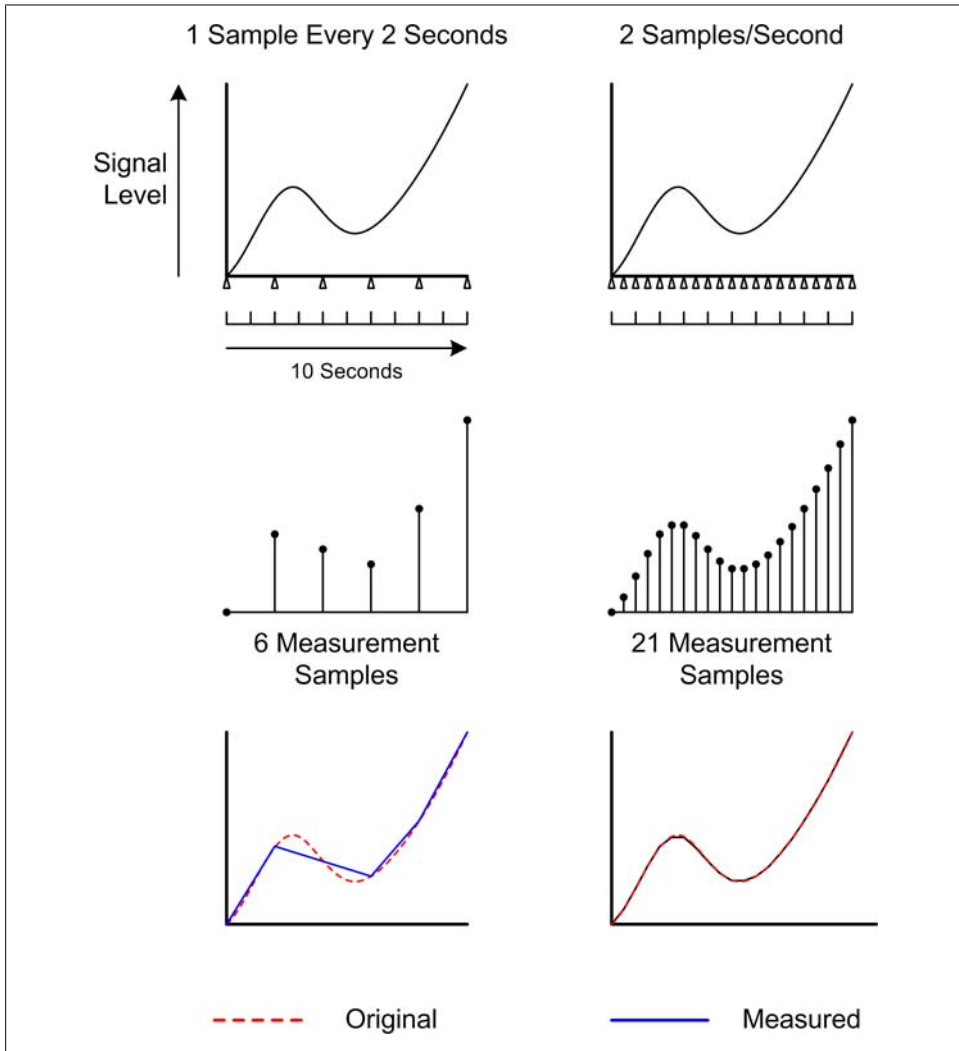 1 Sample Every 2 Seconds
2 Samples/Second
Signal
Level
10 Seconds
6 Measurement
Samples
21 Measurement
Samples
Original
Measured